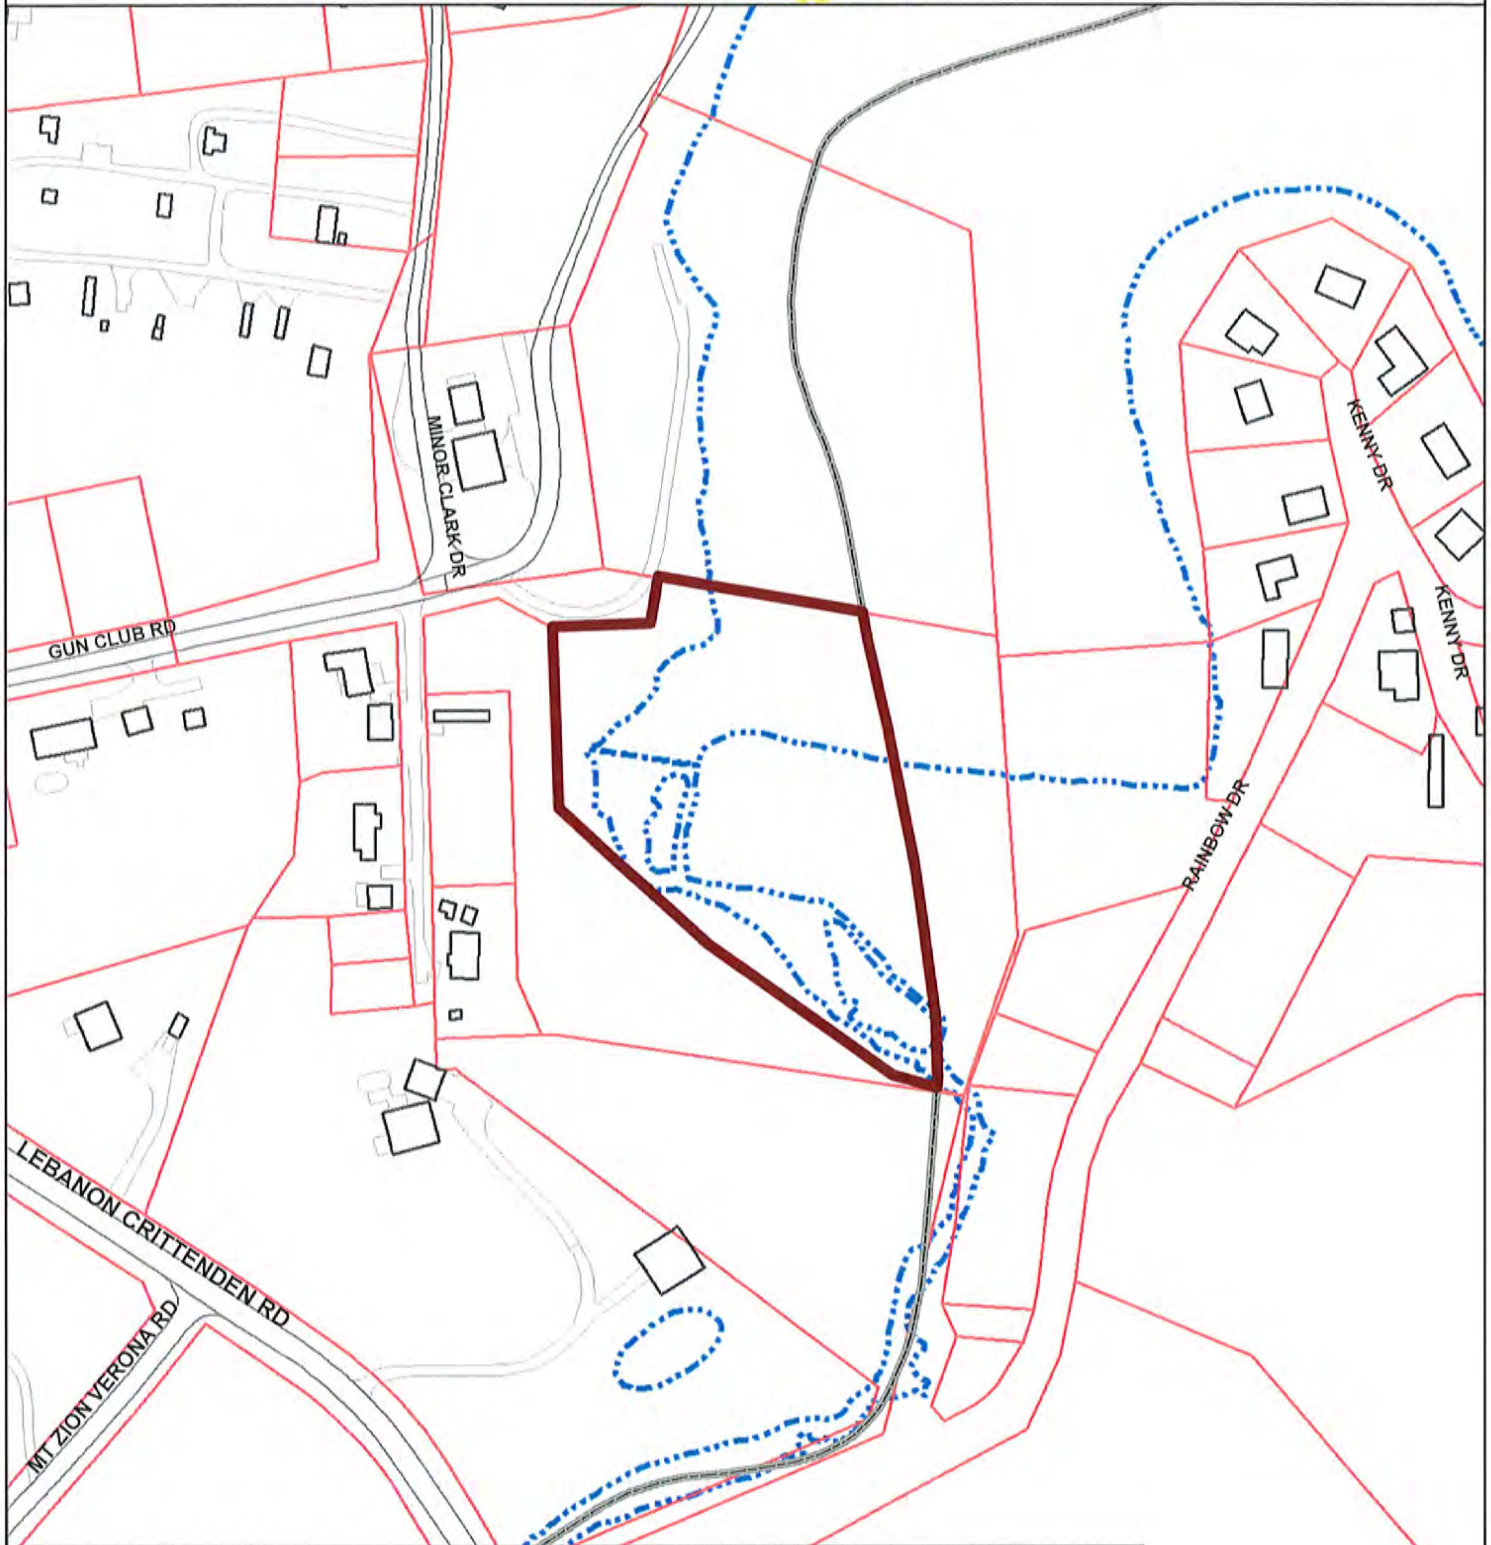 MINOR CLARK DR
KENNY DR
GUN CLUB RD
KENNY DR
RAINBOW DR
LEBANON CRITTENDEN RD
MT ZION VERONA RD